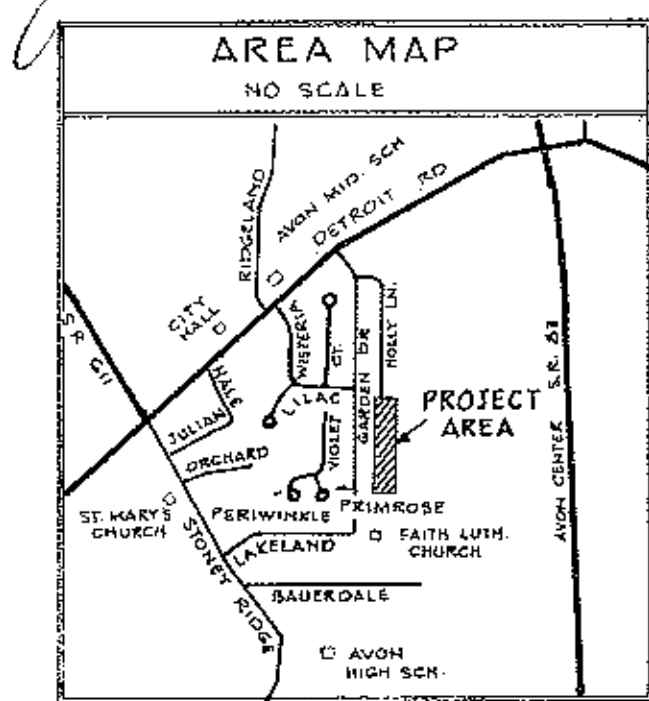 AREA MAP
NO SCALE
RIDGELAND
AVON MID. SCH
DETROIT RD
S.R. 611
CITY
HALL
WISTERIA
CT.
GARDEN DR
HOLLY LN.
HALE
JULIAN
LILAC
PROJECT
AREA
ORCHARD
VIOLET
AVON CENTER S.R. 83
ST. MARY'S
CHURCH
PERIWINKLE
PRIMROSE
STONEY RIDGE
LAKELAND
FAITH LUTH.
CHURCH
BAUERDALE
AVON
HIGH SCH.